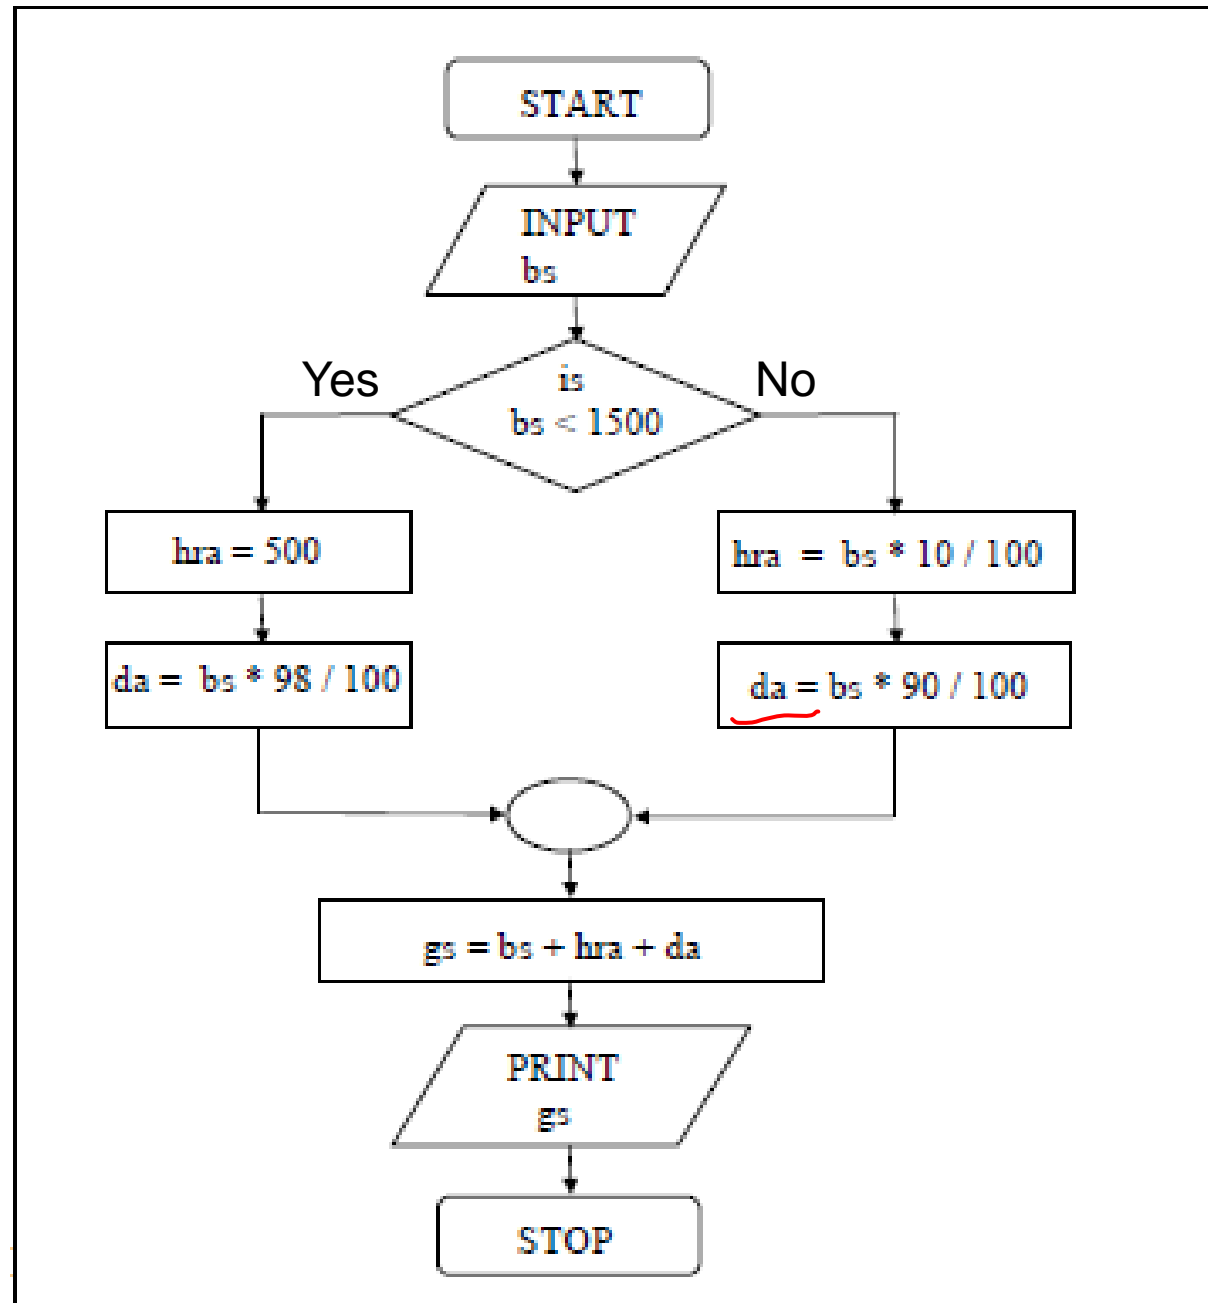 START
INPUT
bs
Yes
is
No
bs < 1500
hra = 500
hra = bs * 10 / 100
da = bs * 98 / 100
da = bs * 90 / 100
gs = bs + hra + da
PRINT
gs
STOP